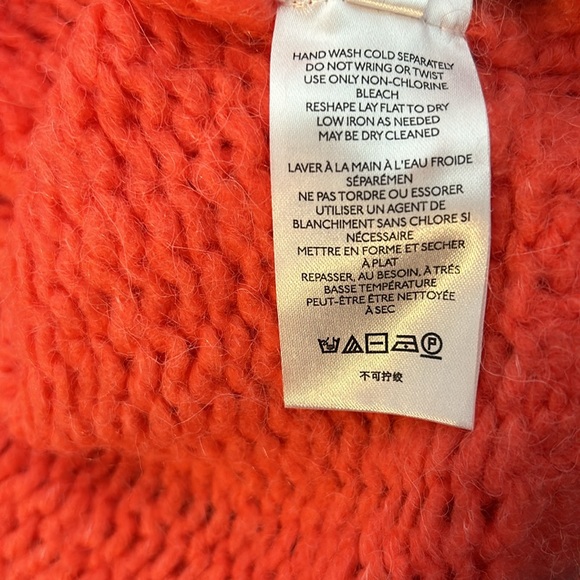 HAND WASH COLD SEPARATELY
DO NOT WRING OR TWIST
USE ONLY NON-CHLORINE
BLEACH
RESHAPE LAY FLAT TO DRY
LOW IRON AS NEEDED
MAY BE DRY CLEANED
LAVER À LA MAIN À L'EAU FROIDE
SÉPARÉMEN
NE PAS TORDRE OU ESSORER
UTILISER UN AGENT DE
BLANCHIMENT SANS CHLORE SI
NÉCESSAIRE
METTRE EN FORME ET SECHER
À PLAT
REPASSER, AU BESOIN, À TRÉS
BASSE TEMPÉRATURE
PEUT-ÊTRE ÊTRE NETTOYÉE
À SEC
P
不可拧绞